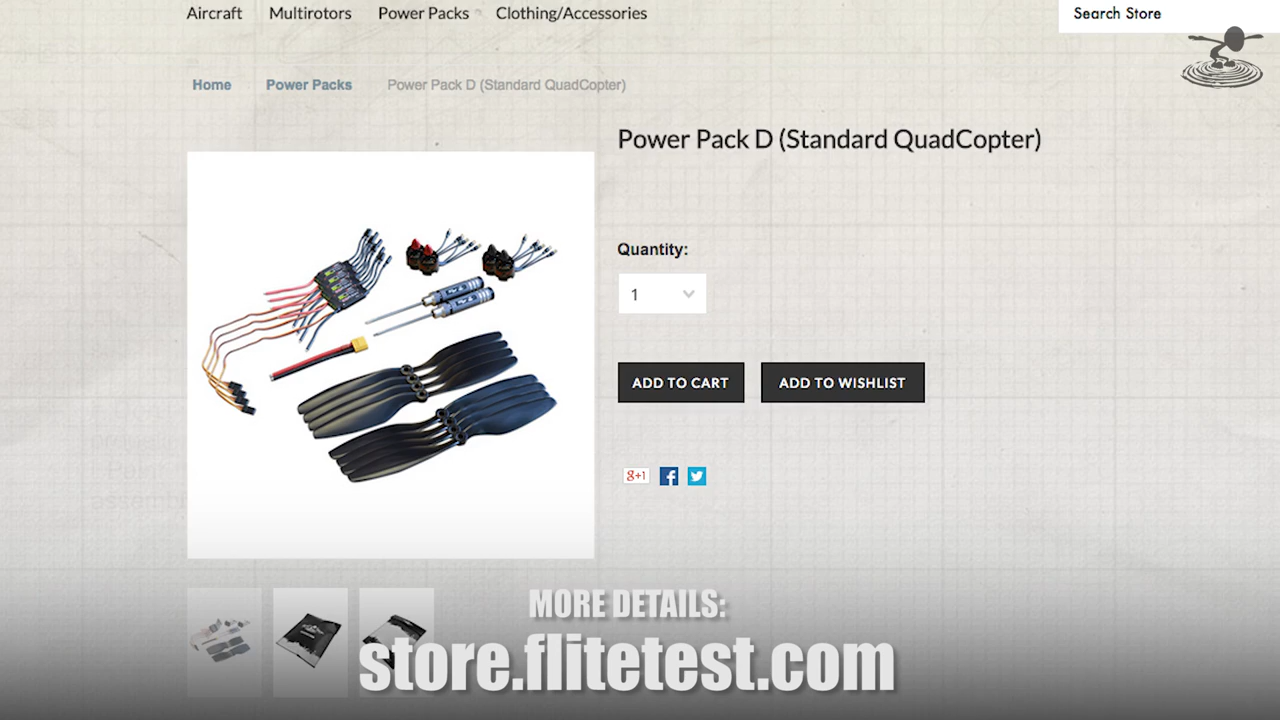 Aircraft Multirotors Power Packs Clothing/Accessories Search Store
Home Power Packs Power Pack D (Standard QuadCopter)
Power Pack D (Standard QuadCopter)
Quantity:
1
ADD TO CART ADD TO WISHLIST
g+1
MORE DETAILS:
store.flitetest.com